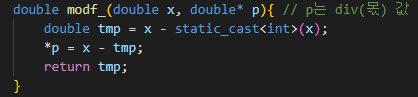 double modf_(double x, double* p){ // p는 div(몫) 값
    double tmp = x - static_cast<int>(x);
    *p = x - tmp;
    return tmp;
}